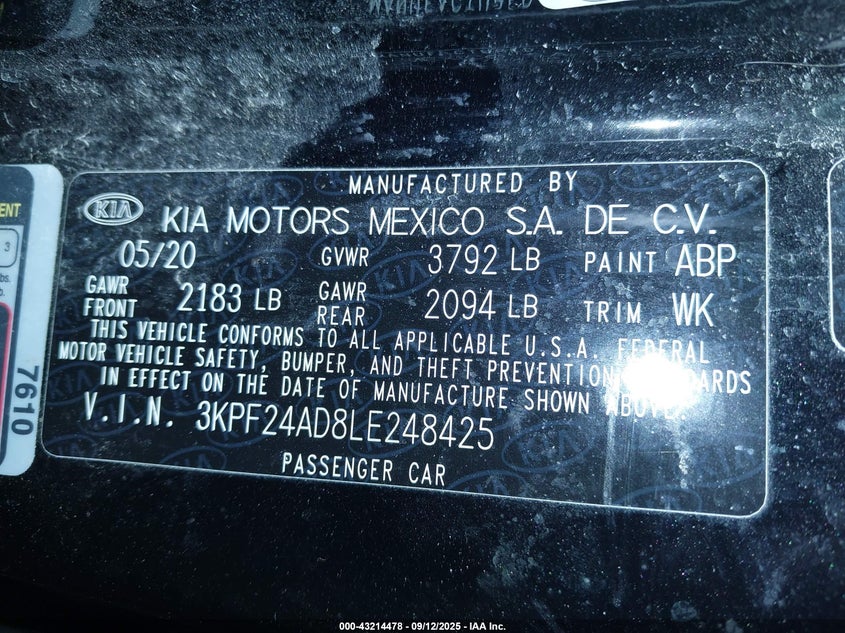 MANUFACTURED BY
KIA KIA MOTORS MEXICO S.A. DE C.V.
05/20 GVWR 3792 LB PAINT ABP
GAWR FRONT 2183 LB GAWR REAR 2094 LB TRIM WK
THIS VEHICLE CONFORMS TO ALL APPLICABLE U.S.A. FEDERAL
MOTOR VEHICLE SAFETY, BUMPER, AND THEFT PREVENTION STANDARDS
IN EFFECT ON THE DATE OF MANUFACTURE SHOWN ABOVE.
V.I.N. 3KPF24AD8LE248425
PASSENGER CAR
7610
000-43214478 - 09/12/2025 - IAA Inc.